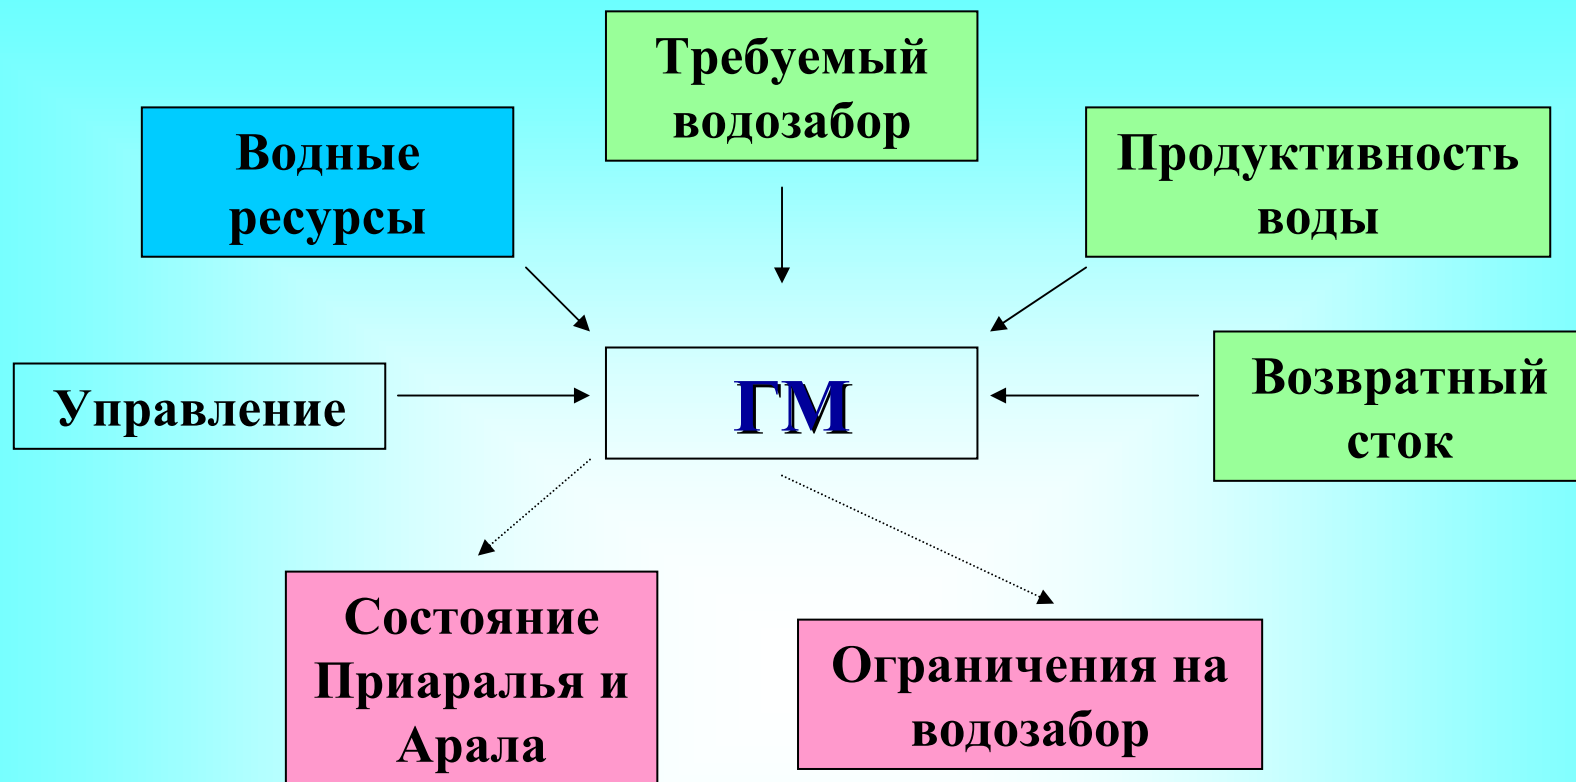 Требуемый
водозабор
Водные
ресурсы
Продуктивность
воды
Управление
ГМ
Возвратный
сток
Состояние
Приаралья и
Арала
Ограничения на
водозабор